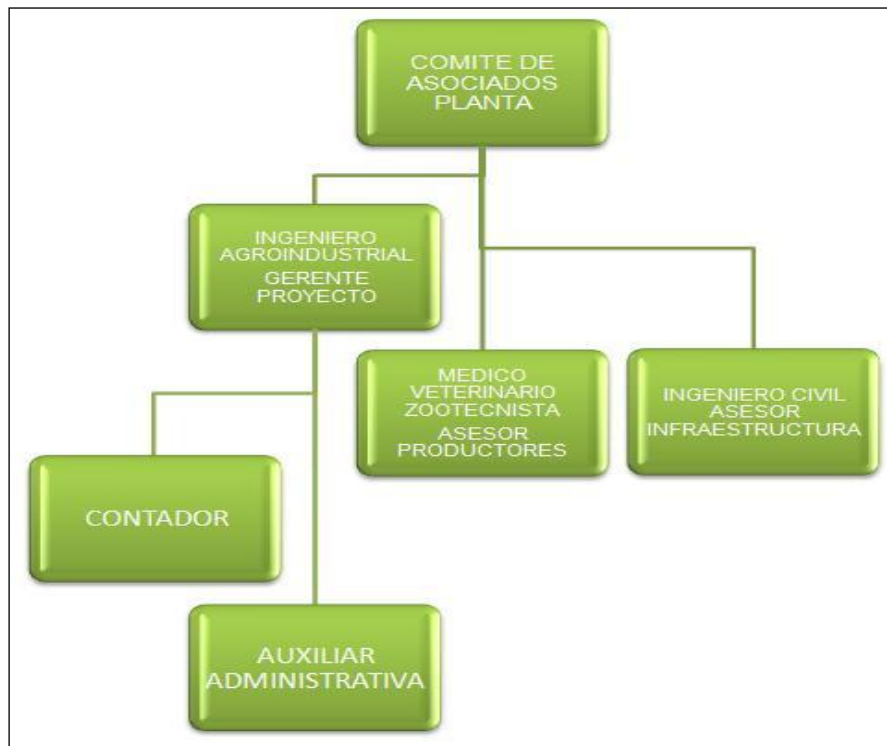 COMITE DE
ASOCIADOS
PLANTA
INGENIERO
AGROINDUSTRIAL
GERENTE
PROYECTO
MEDICO
VETERINARIO
ZOOTECNISTA
ASESOR
PRODUCTORES
INGENIERO CIVIL
ASESOR
INFRAESTRUCTURA
CONTADOR
AUXILIAR
ADMINISTRATIVA